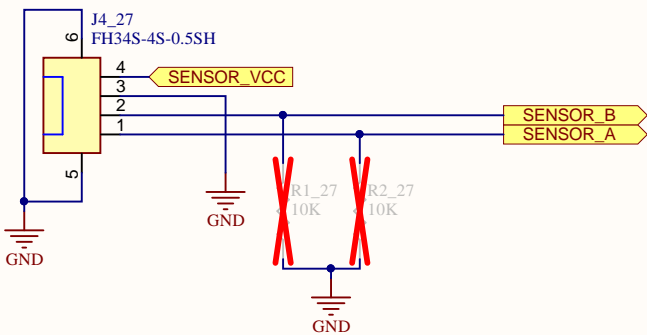 J4_27
FH34S-4S-0.5SH
6
4
SENSOR_VCC
3
2
SENSOR_B
1
SENSOR_A
5
R1_27
R2_27
10K
10K
GND
GND
GND